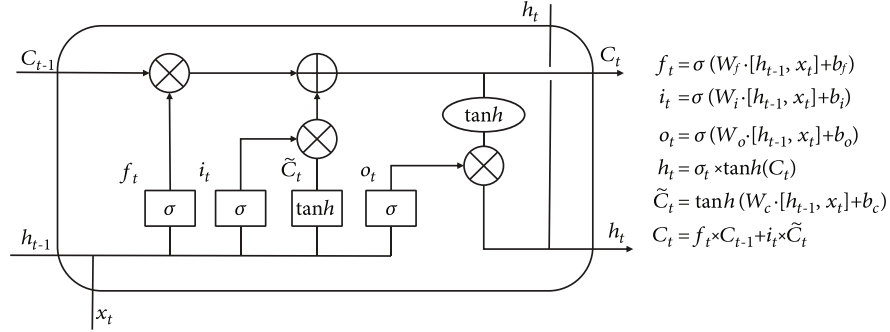 h_t
C_{t-1}
C_t
tanh
f_t i_t C̃_t o_t
σ σ tanh σ
h_{t-1}
h_t
x_t
f_t = σ (W_f·[h_{t-1}, x_t]+b_f)
i_t = σ (W_i·[h_{t-1}, x_t]+b_i)
o_t = σ (W_o·[h_{t-1}, x_t]+b_o)
h_t = σ_t ×tanh(C_t)
C̃_t = tanh (W_c·[h_{t-1}, x_t]+b_c)
C_t = f_t×C_{t-1}+i_t×C̃_t